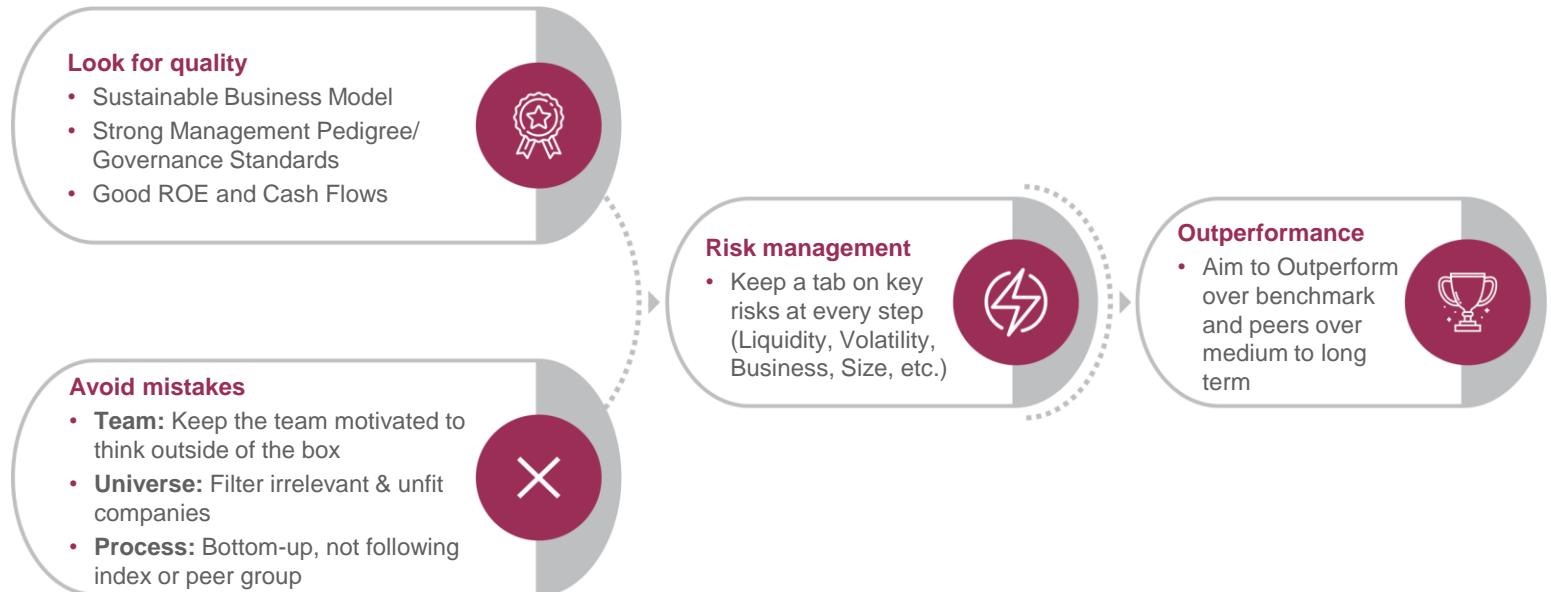 Look for quality
• Sustainable Business Model
• Strong Management Pedigree/
Governance Standards
• Good ROE and Cash Flows
Avoid mistakes
• Team: Keep the team motivated to
think outside of the box
• Universe: Filter irrelevant & unfit
companies
• Process: Bottom-up, not following
index or peer group
Risk management
• Keep a tab on key
risks at every step
(Liquidity, Volatility,
Business, Size, etc.)
Outperformance
• Aim to Outperform
over benchmark
and peers over
medium to long
term